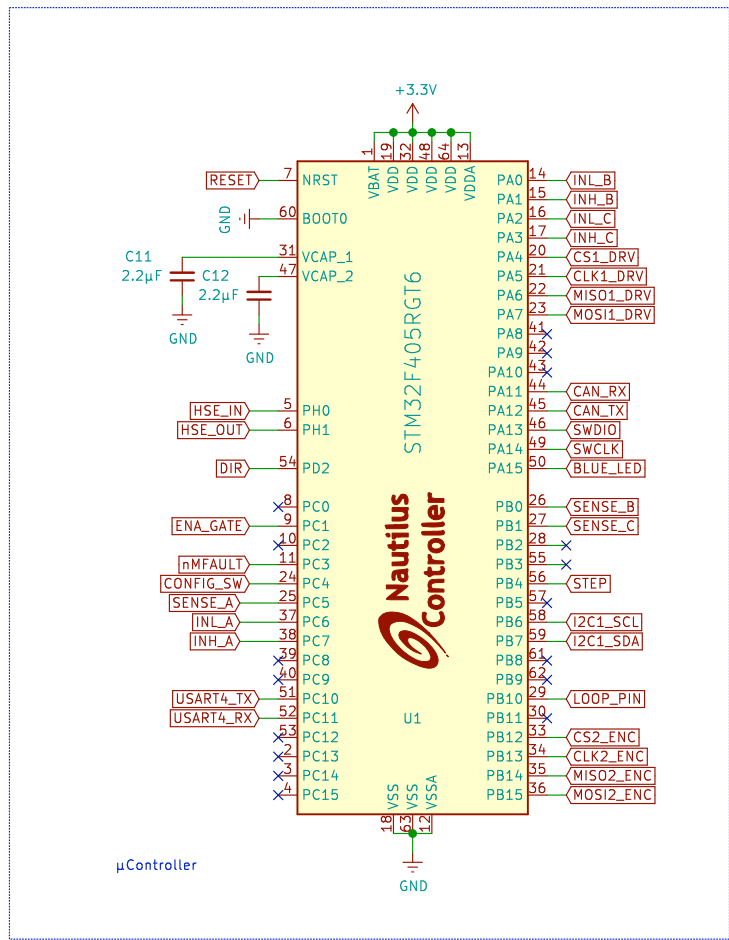 +3.3V
1
19
32
48
64
13
VBAT
VDD
VDD
VDD
VDD
VDDA
RESET 7 NRST
GND 60 BOOT0
C11
2.2µF
31 VCAP_1
C12
2.2µF
47 VCAP_2
GND
GND
HSE_IN 5 PH0
HSE_OUT 6 PH1
DIR 54 PD2
8 PC0
ENA_GATE 9 PC1
10 PC2
nMFAULT 11 PC3
CONFIG_SW 24 PC4
SENSE_A 25 PC5
INL_A 37 PC6
INH_A 38 PC7
39 PC8
40 PC9
USART4_TX 51 PC10
USART4_RX 52 PC11
53 PC12
2 PC13
3 PC14
4 PC15
STM32F405RGT6
Nautilus
Controller
U1
PA0 14 INL_B
PA1 15 INH_B
PA2 16 INL_C
PA3 17 INH_C
PA4 20 CS1_DRV
PA5 21 CLK1_DRV
PA6 22 MISO1_DRV
PA7 23 MOSI1_DRV
PA8 41
PA9 42
PA10 43
PA11 44 CAN_RX
PA12 45 CAN_TX
PA13 46 SWDIO
PA14 49 SWCLK
PA15 50 BLUE_LED
PB0 26 SENSE_B
PB1 27 SENSE_C
PB2 28
PB3 55
PB4 56 STEP
PB5 57
PB6 58 I2C1_SCL
PB7 59 I2C1_SDA
PB8 61
PB9 62
PB10 29 LOOP_PIN
PB11 30
PB12 33 CS2_ENC
PB13 34 CLK2_ENC
PB14 35 MISO2_ENC
PB15 36 MOSI2_ENC
VSS
VSS
VSSA
18
63
12
GND
µController